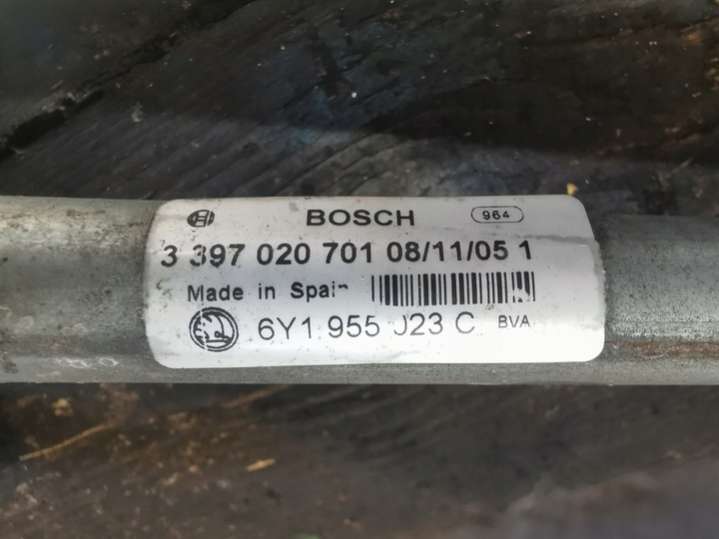 BOSCH 964
3 397 020 701 08/11/05 1
Made in Spain
6Y1 955 023 C BVA